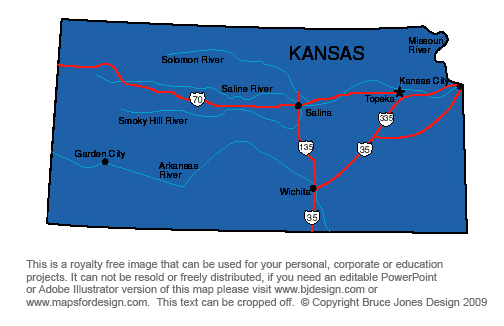 KANSAS
Missouri
River
Solomon River
Kansas City
Saline River
70
Topeka
Salina
335
Smoky Hill River
135
35
Garden City
Arkansas
River
Wichita
35
This is a royalty free image that can be used for your personal, corporate or education
projects. It can not be resold or freely distributed, if you need an editable PowerPoint
or Adobe Illustrator version of this map please visit www.bjdesign.com or
www.mapsfordesign.com. This text can be cropped off. © Copyright Bruce Jones Design 2009